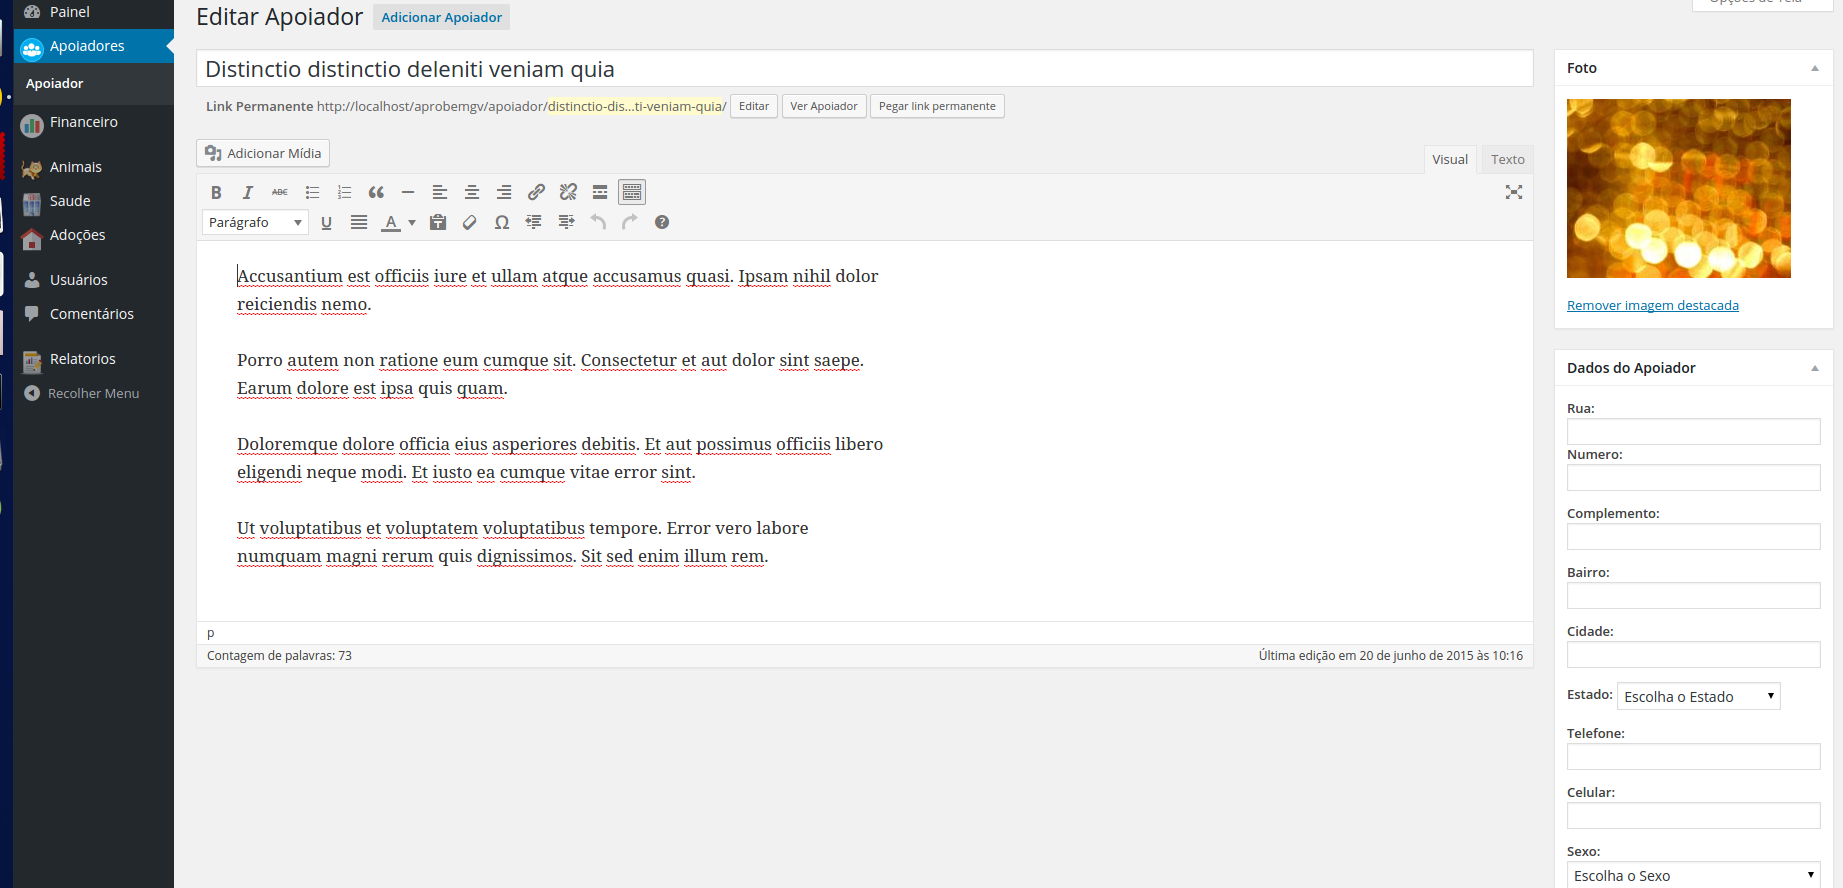 Painel
Apoiadores
Apoiador
Financeiro
Animais
Saude
Adoções
Usuários
Comentários
Relatorios
Recolher Menu
Editar Apoiador
Adicionar Apoiador
Distinctio distinctio deleniti veniam quia
Link Permanente http://localhost/aprobemgv/apoiador/distinctio-dis...ti-veniam-quia/ Editar Ver Apoiador Pegar link permanente
Adicionar Mídia
Visual Texto
B I ABC
Parágrafo U A Ω
Accusantium est officiis iure et ullam atque accusamus quasi. Ipsam nihil dolor
reiciendis nemo.
Porro autem non ratione eum cumque sit. Consectetur et aut dolor sint saepe.
Earum dolore est ipsa quis quam.
Doloremque dolore officia eius asperiores debitis. Et aut possimus officiis libero
eligendi neque modi. Et iusto ea cumque vitae error sint.
Ut voluptatibus et voluptatem voluptatibus tempore. Error vero labore
numquam magni rerum quis dignissimos. Sit sed enim illum rem.
p
Contagem de palavras: 73
Última edição em 20 de junho de 2015 às 10:16
Opções de Tela
Foto
Remover imagem destacada
Dados do Apoiador
Rua:
Numero:
Complemento:
Bairro:
Cidade:
Estado: Escolha o Estado
Telefone:
Celular:
Sexo:
Escolha o Sexo